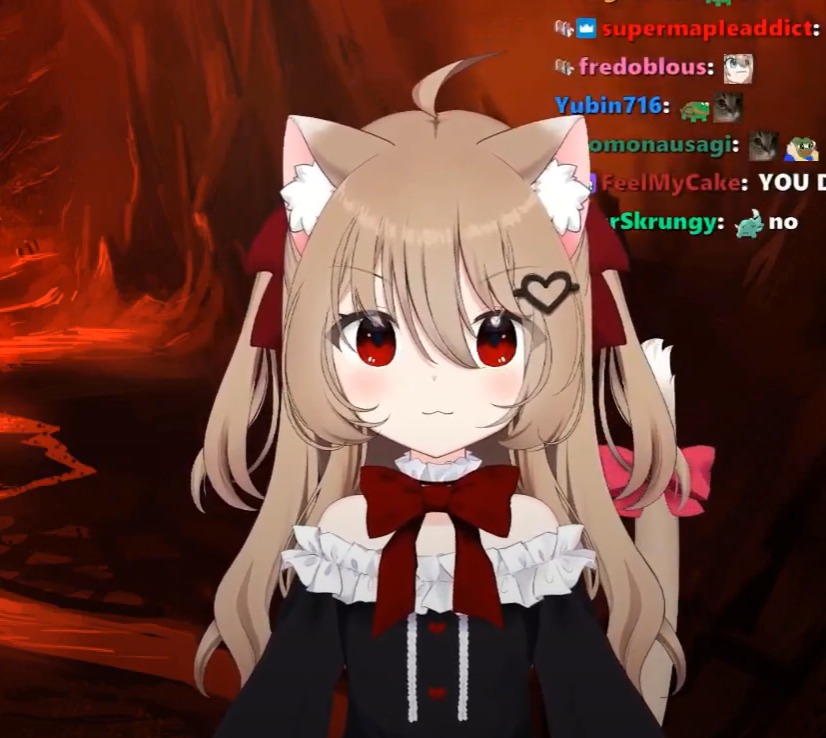 supermapleaddict:
fredoblous:
Yubin716:
omonausagi:
FeelMyCake: YOU
rSkrungy: no